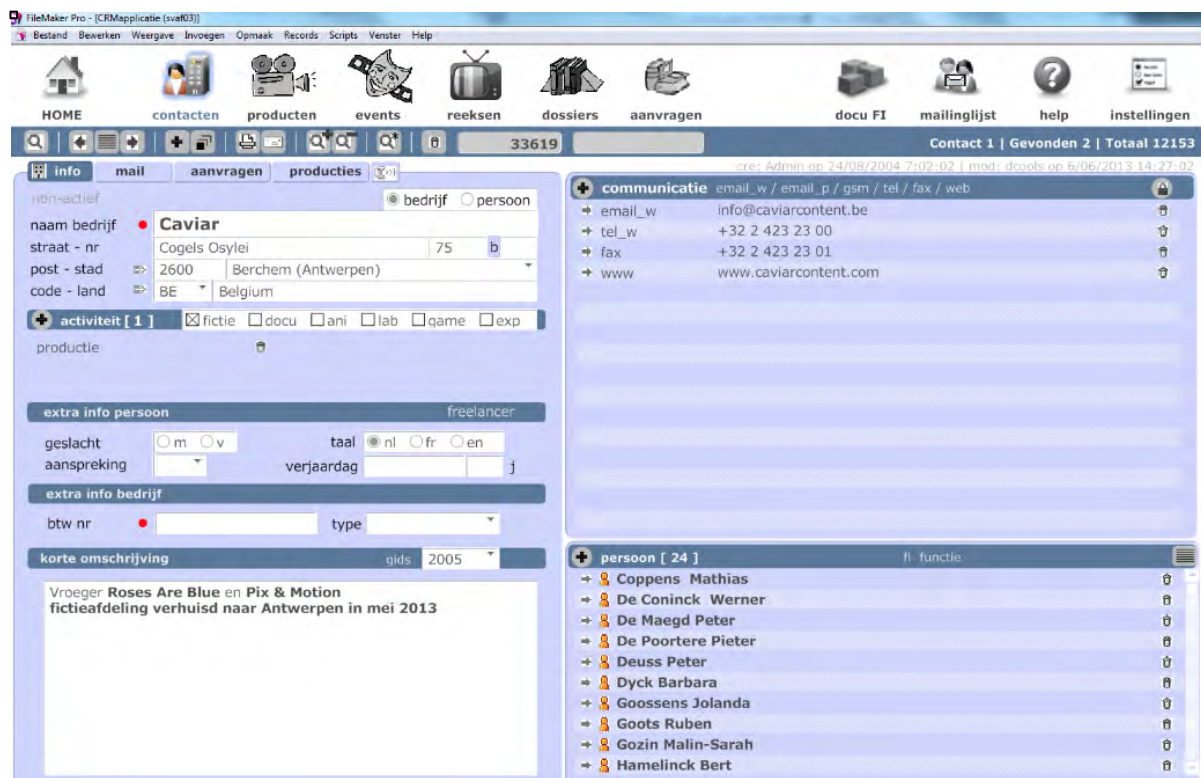 FileMaker Pro - [CRMapplicatie (svaf03)]
Bestand Bewerken Weergave Invoegen Opmaak Records Scripts Venster Help
HOME contacten producten events reeksen dossiers aanvragen docu FI mailinglijst help instellingen
33619 Contact 1 | Gevonden 2 | Totaal 12153
cre: Admin op 24/08/2004 7:02:02 | mod: dcools op 6/06/2013 14:27:02
info mail aanvragen producties
non-actief bedrijf persoon
naam bedrijf Caviar
straat - nr Cogels Osylei 75 b
post - stad 2600 Berchem (Antwerpen)
code - land BE Belgium
activiteit [ 1 ] fictie docu ani lab game exp
productie
extra info persoon freelancer
geslacht m v taal nl fr en
aanspreking verjaardag j
extra info bedrijf
btw nr type
korte omschrijving gids 2005
Vroeger Roses Are Blue en Pix & Motion
fictieafdeling verhuisd naar Antwerpen in mei 2013
communicatie email_w / email_p / gsm / tel / fax / web
email_w info@caviarcontent.be
tel_w +32 2 423 23 00
fax +32 2 423 23 01
www www.caviarcontent.com
persoon [ 24 ] fl functie
Coppens Mathias
De Coninck Werner
De Maegd Peter
De Poortere Pieter
Deuss Peter
Dyck Barbara
Goossens Jolanda
Goots Ruben
Gozin Malin-Sarah
Hamelinck Bert